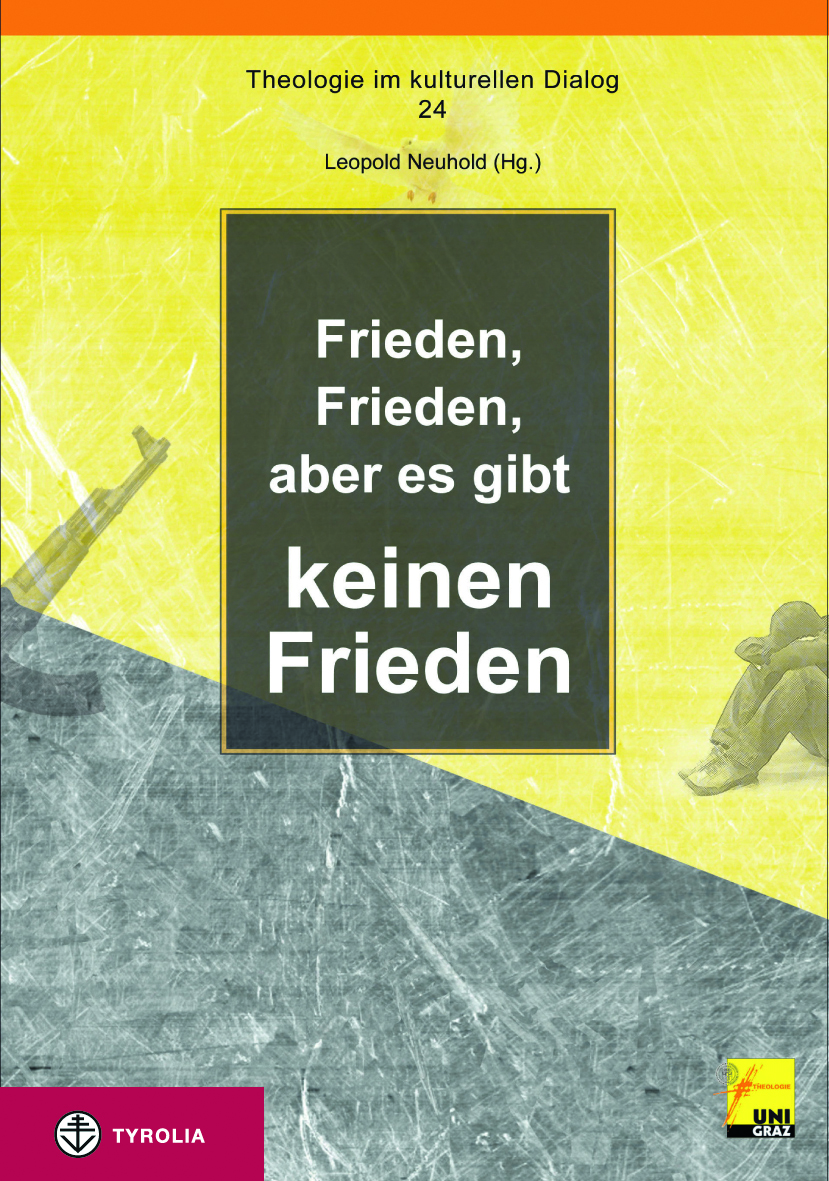 Theologie im kulturellen Dialog
24
Leopold Neuhold (Hg.)
Frieden,
Frieden,
aber es gibt
keinen
Frieden
THEOLOGIE
UNI
GRAZ
TYROLIA